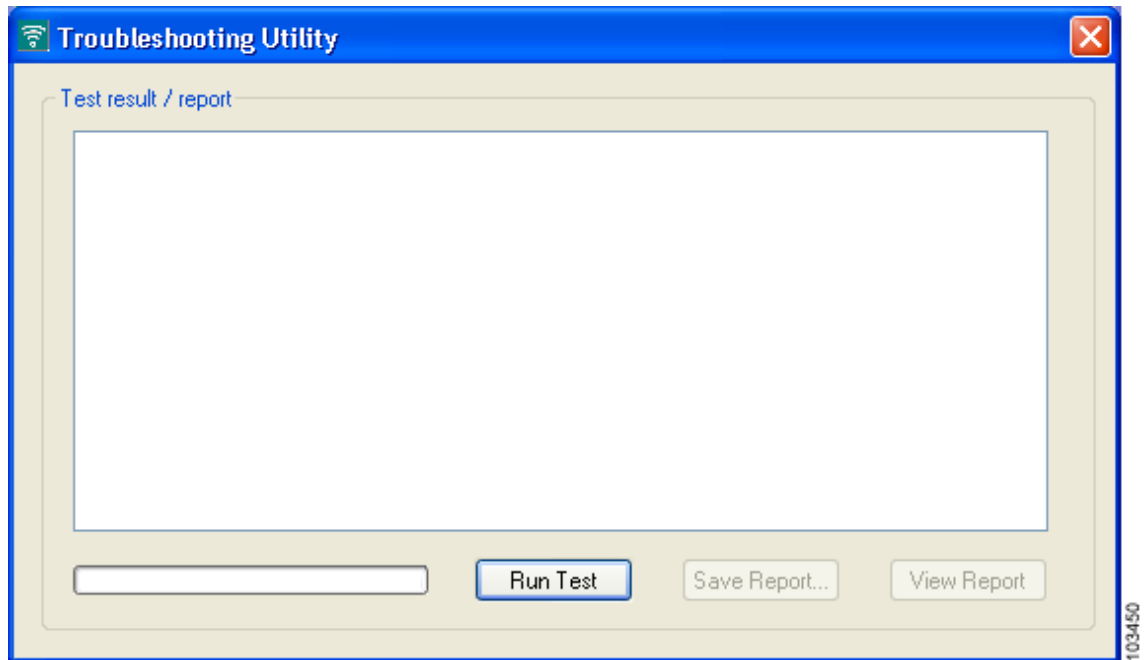 Troubleshooting Utility
Test result / report
Run Test
Save Report...
View Report
103450